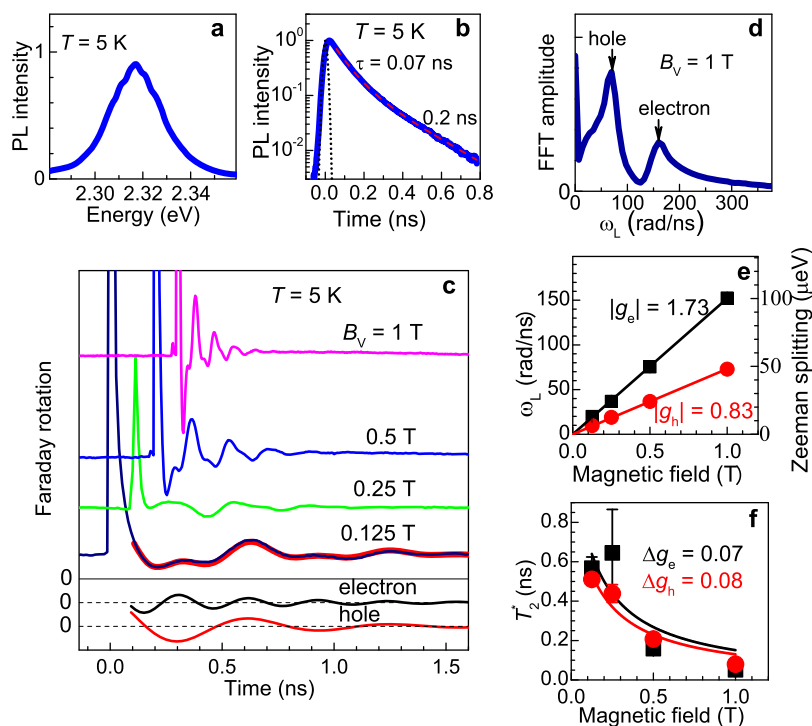 a
T = 5 K
PL intensity
1
0
2.30 2.32 2.34
Energy (eV)
b
T = 5 K
τ = 0.07 ns
0.2 ns
PL intensity
10^0
10^-1
10^-2
0.0 0.2 0.4 0.6 0.8
Time (ns)
d
hole
B_V = 1 T
electron
FFT amplitude
0 100 200 300
ω_L (rad/ns)
c
T = 5 K
B_V = 1 T
0.5 T
0.25 T
0.125 T
Faraday rotation
0
electron
0
hole
0
0.0 0.5 1.0 1.5
Time (ns)
e
|g_e| = 1.73
|g_h| = 0.83
ω_L (rad/ns)
150
100
50
0
Zeeman splitting (μeV)
100
50
0
0.0 0.5 1.0
Magnetic field (T)
f
Δg_e = 0.07
Δg_h = 0.08
T_2^* (ns)
0.8
0.6
0.4
0.2
0.0
0.0 0.5 1.0
Magnetic field (T)